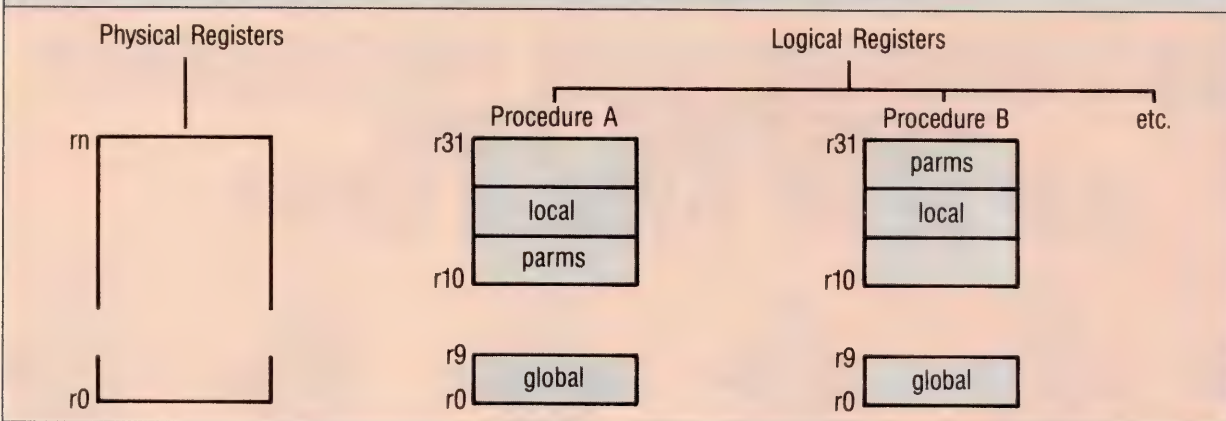 Physical Registers
Logical Registers
Procedure A
Procedure B
etc.
rn
r31
r31
parms
local
local
parms
r10
r10
r9
r9
global
global
r0
r0
r0